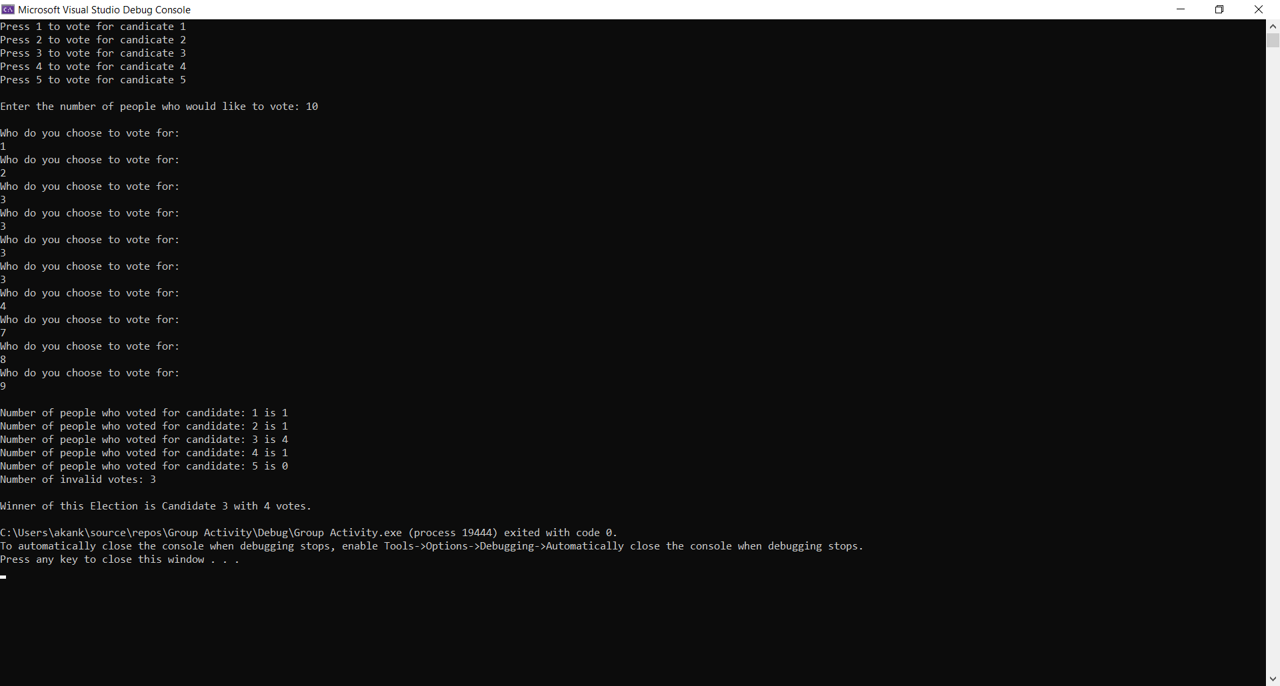 Microsoft Visual Studio Debug Console
Press 1 to vote for candicate 1
Press 2 to vote for candicate 2
Press 3 to vote for candicate 3
Press 4 to vote for candicate 4
Press 5 to vote for candicate 5
Enter the number of people who would like to vote: 10
Who do you choose to vote for:
1
Who do you choose to vote for:
2
Who do you choose to vote for:
3
Who do you choose to vote for:
3
Who do you choose to vote for:
3
Who do you choose to vote for:
3
Who do you choose to vote for:
4
Who do you choose to vote for:
7
Who do you choose to vote for:
8
Who do you choose to vote for:
9
Number of people who voted for candidate: 1 is 1
Number of people who voted for candidate: 2 is 1
Number of people who voted for candidate: 3 is 4
Number of people who voted for candidate: 4 is 1
Number of people who voted for candidate: 5 is 0
Number of invalid votes: 3
Winner of this Election is Candidate 3 with 4 votes.
C:\Users\akank\source\repos\Group Activity\Debug\Group Activity.exe (process 19444) exited with code 0.
To automatically close the console when debugging stops, enable Tools->Options->Debugging->Automatically close the console when debugging stops.
Press any key to close this window . . .